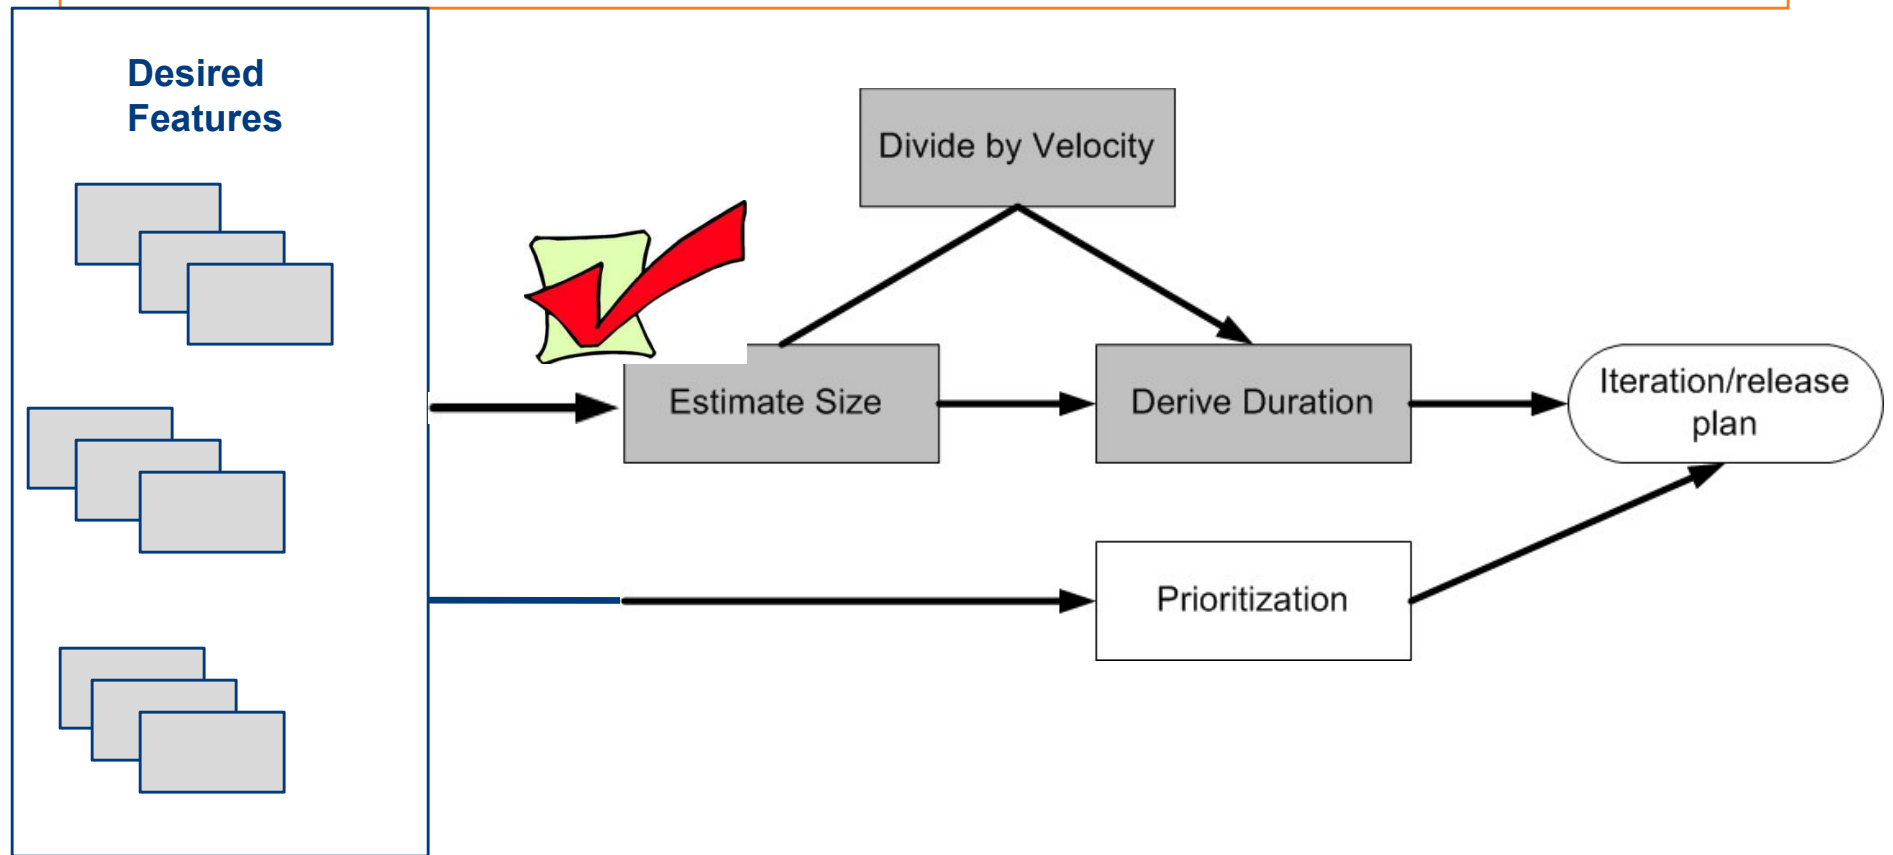 Desired
Features
Divide by Velocity
Estimate Size
Derive Duration
Iteration/release
plan
Prioritization